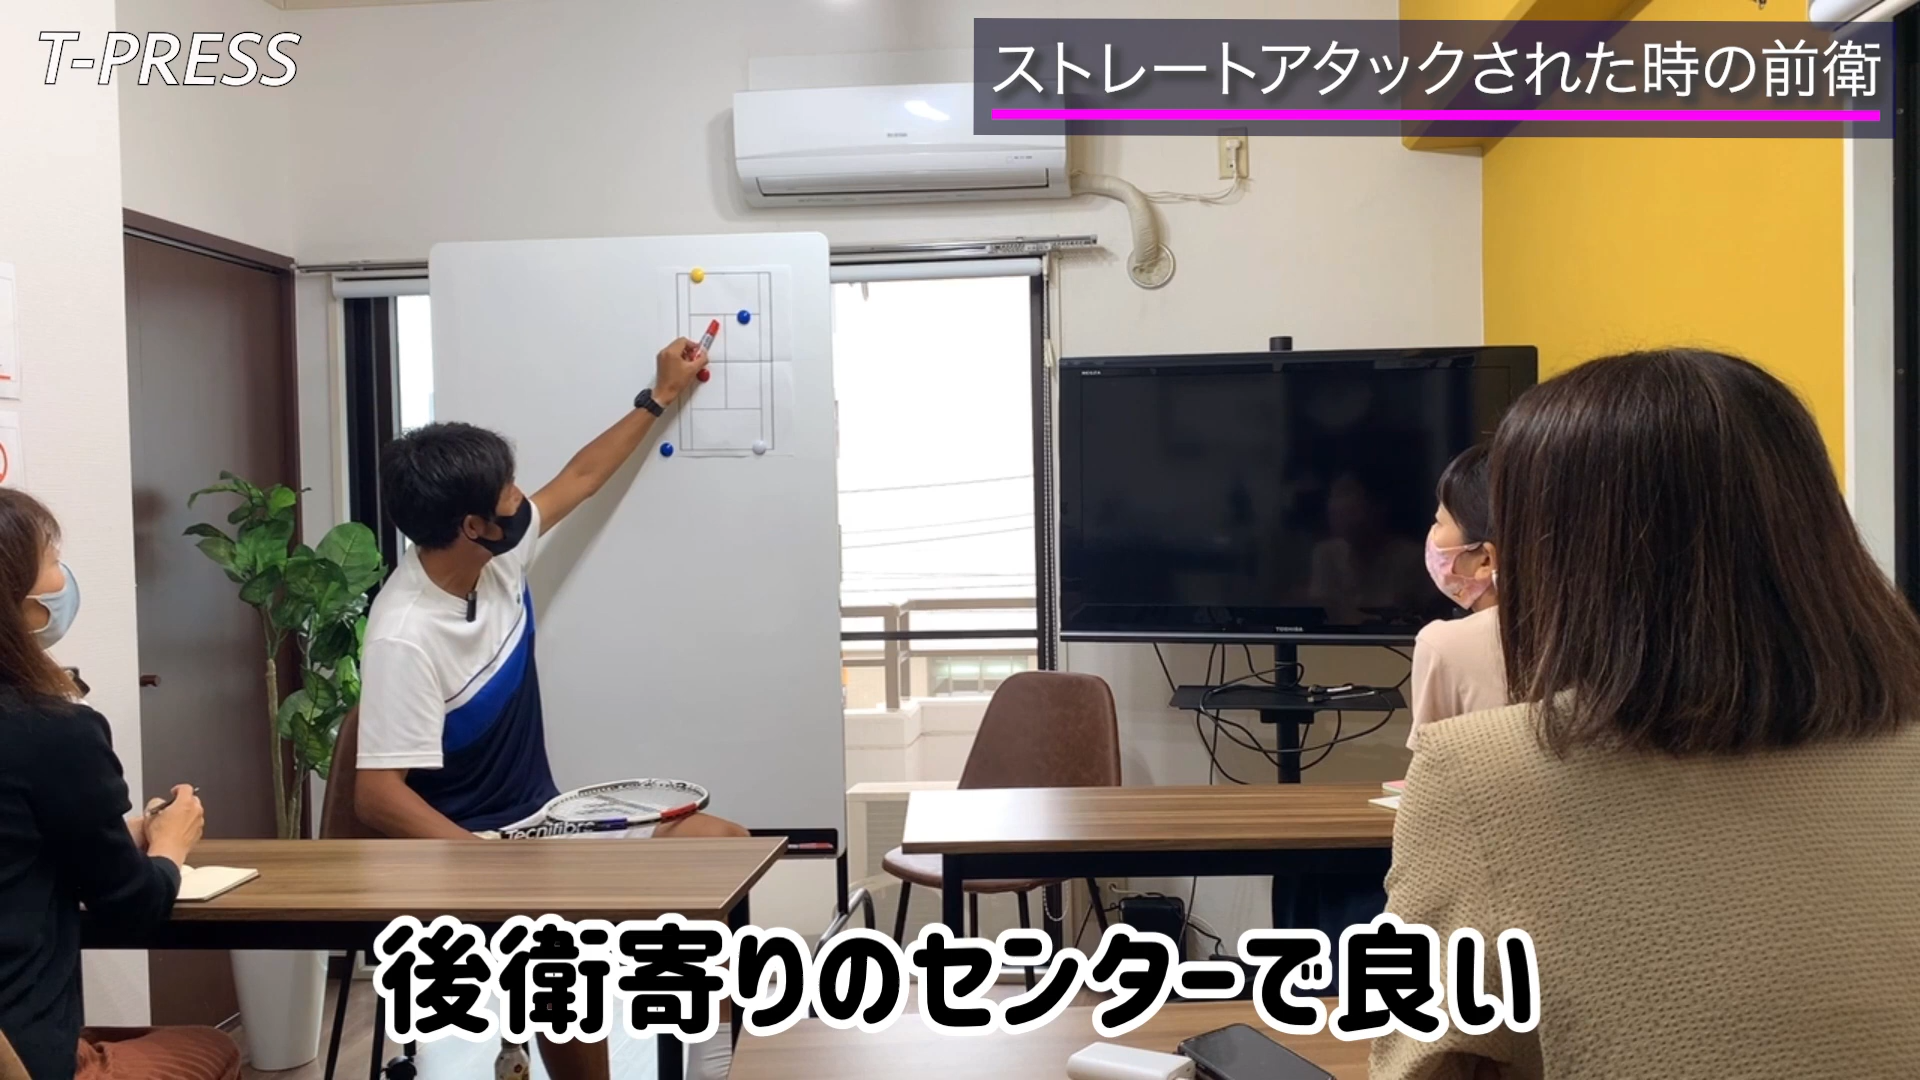 T-PRESS
ストレートアタックされた時の前衛
TOSHIBA
Tecnifibre
後衛寄りのセンターで良い